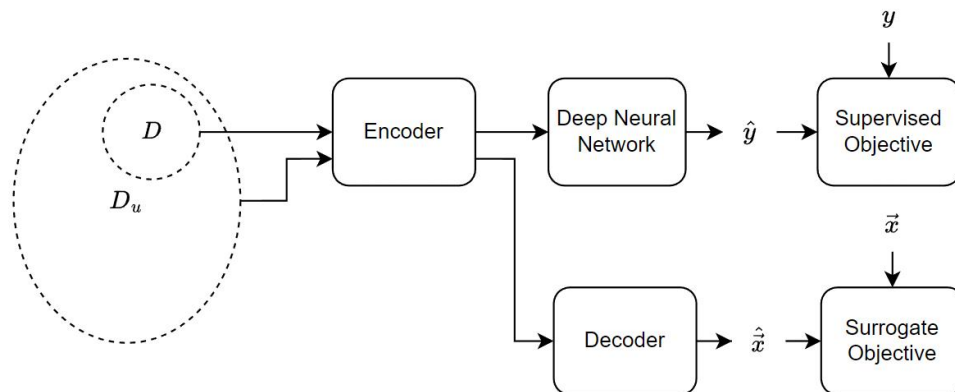 y
D
Encoder
Deep Neural
Network
ŷ
Supervised
Objective
D_u
x⃗
Decoder
x̂⃗
Surrogate
Objective